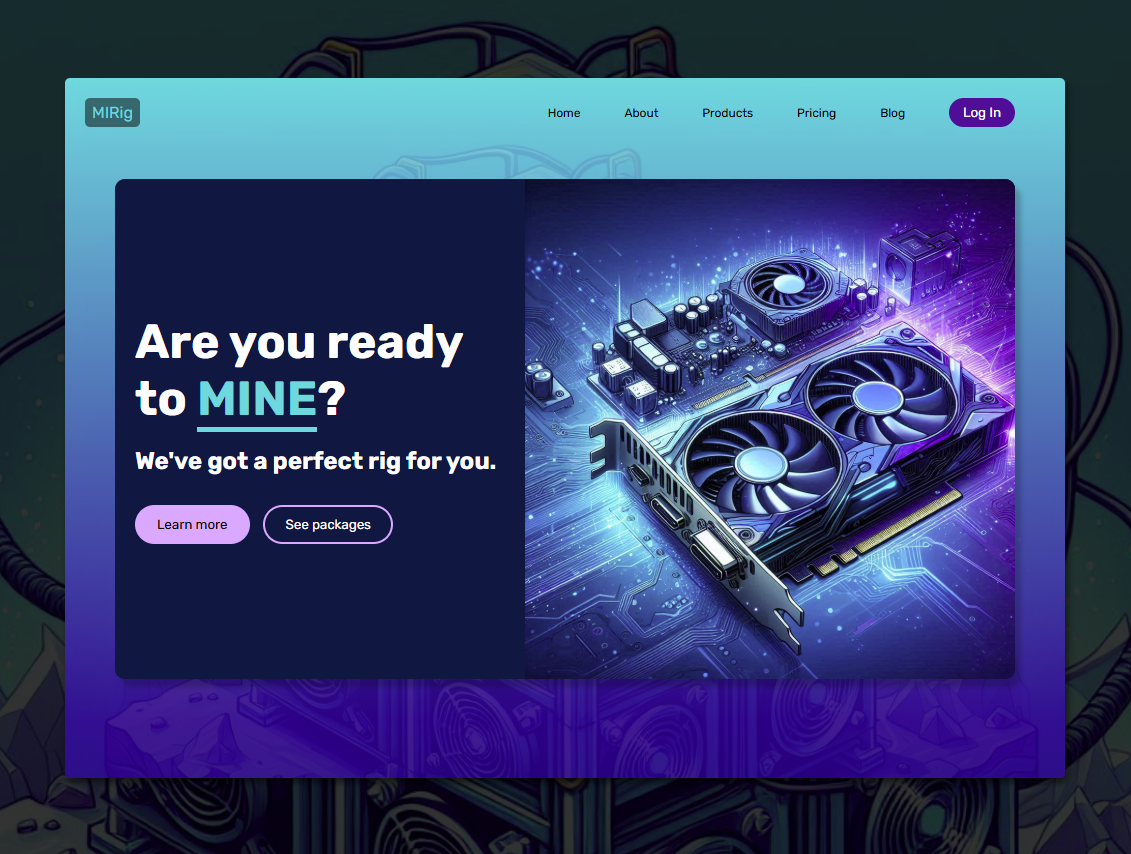 MIRig
Home About Products Pricing Blog Log In
Are you ready
to MINE?
We've got a perfect rig for you.
Learn more See packages